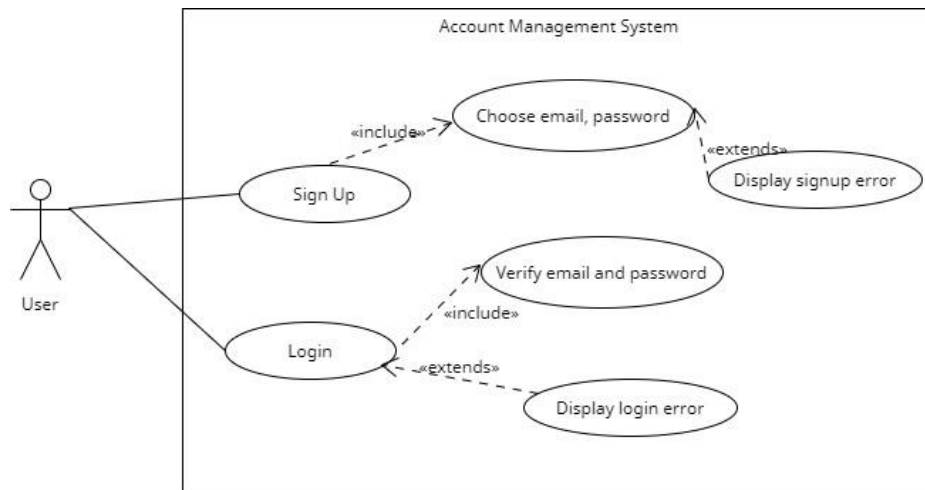 Account Management System
Choose email, password
«include»
«extends»
Display signup error
Sign Up
Verify email and password
User
«include»
Login
«extends»
Display login error